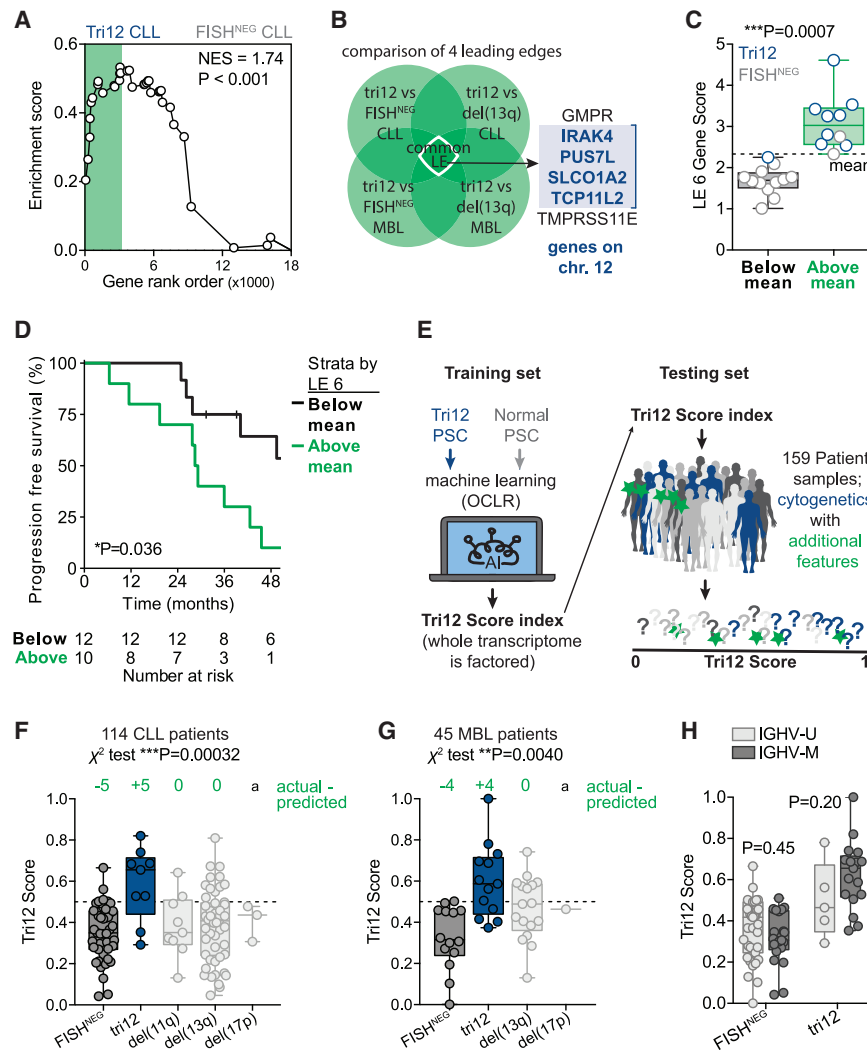 A
Tri12 CLL FISHNEG CLL
NES = 1.74
P < 0.001
Enrichment score
0.6
0.4
0.2
0.0
0 6 12 18
Gene rank order (x1000)
B
comparison of 4 leading edges
tri12 vs
FISHNEG
CLL
tri12 vs
del(13q)
CLL
common
LE
tri12 vs
FISHNEG
MBL
tri12 vs
del(13q)
MBL
GMPR
IRAK4
PUS7L
SLCO1A2
TCP11L2
TMPRSS11E
genes on
chr. 12
C
***P=0.0007
Tri12
FISHNEG
LE 6 Gene Score
5
4
3
2
1
0
mean
Below
mean
Above
mean
D
Progression free survival (%)
100
75
50
25
0
*P=0.036
0 12 24 36 48
Time (months)
Strata by
LE 6
Below
mean
Above
mean
Below 12 12 12 8 6
Above 10 8 7 3 1
Number at risk
E
Training set
Tri12
PSC
Normal
PSC
machine learning
(OCLR)
AI
Tri12 Score index
(whole transcriptome
is factored)
Testing set
Tri12 Score index
159 Patient
samples;
cytogenetics
with
additional
features
? ? ? ? ? ? ? ? ? ? ? ? ? ? ? ? ? ? ? ?
0 Tri12 Score 1
F
114 CLL patients
χ2 test ***P=0.00032
-5 +5 0 0 a actual -
predicted
Tri12 Score
1.0
0.8
0.6
0.4
0.2
0.0
FISHNEG
tri12
del(11q)
del(13q)
del(17p)
G
45 MBL patients
χ2 test **P=0.0040
-4 +4 0 a actual -
predicted
Tri12 Score
1.0
0.8
0.6
0.4
0.2
0.0
FISHNEG
tri12
del(13q)
del(17p)
H
IGHV-U
IGHV-M
P=0.45
P=0.20
Tri12 Score
1.0
0.8
0.6
0.4
0.2
0.0
FISHNEG
tri12